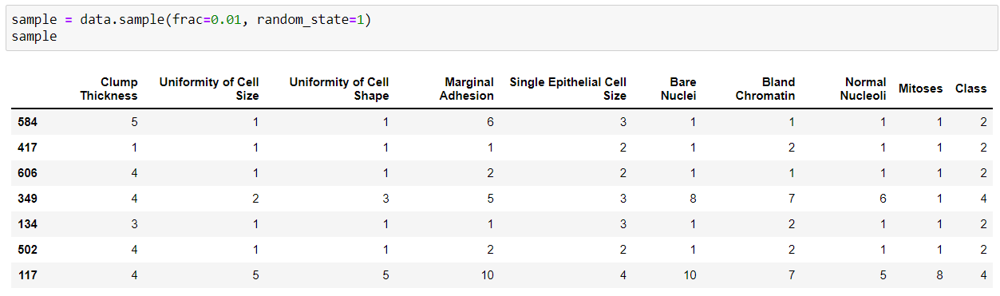 sample = data.sample(frac=0.01, random_state=1)
sample
Clump Thickness Uniformity of Cell Size Uniformity of Cell Shape Marginal Adhesion Single Epithelial Cell Size Bare Nuclei Bland Chromatin Normal Nucleoli Mitoses Class
584 5 1 1 6 3 1 1 1 1 2
417 1 1 1 1 2 1 2 1 1 2
606 4 1 1 2 2 1 1 1 1 2
349 4 2 3 5 3 8 7 6 1 4
134 3 1 1 1 3 1 2 1 1 2
502 4 1 1 2 2 1 2 1 1 2
117 4 5 5 10 4 10 7 5 8 4